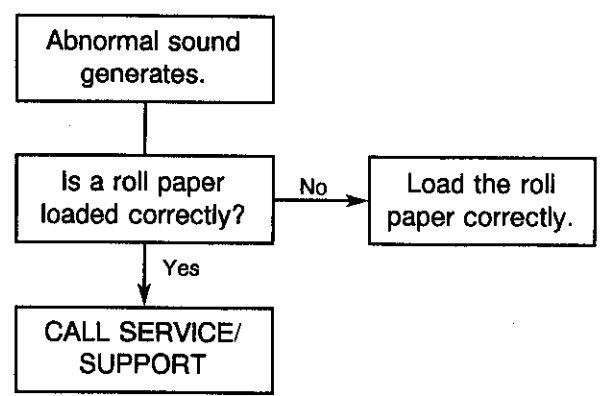 Abnormal sound
generates.
Is a roll paper
loaded correctly?
No
Load the roll
paper correctly.
Yes
CALL SERVICE/
SUPPORT